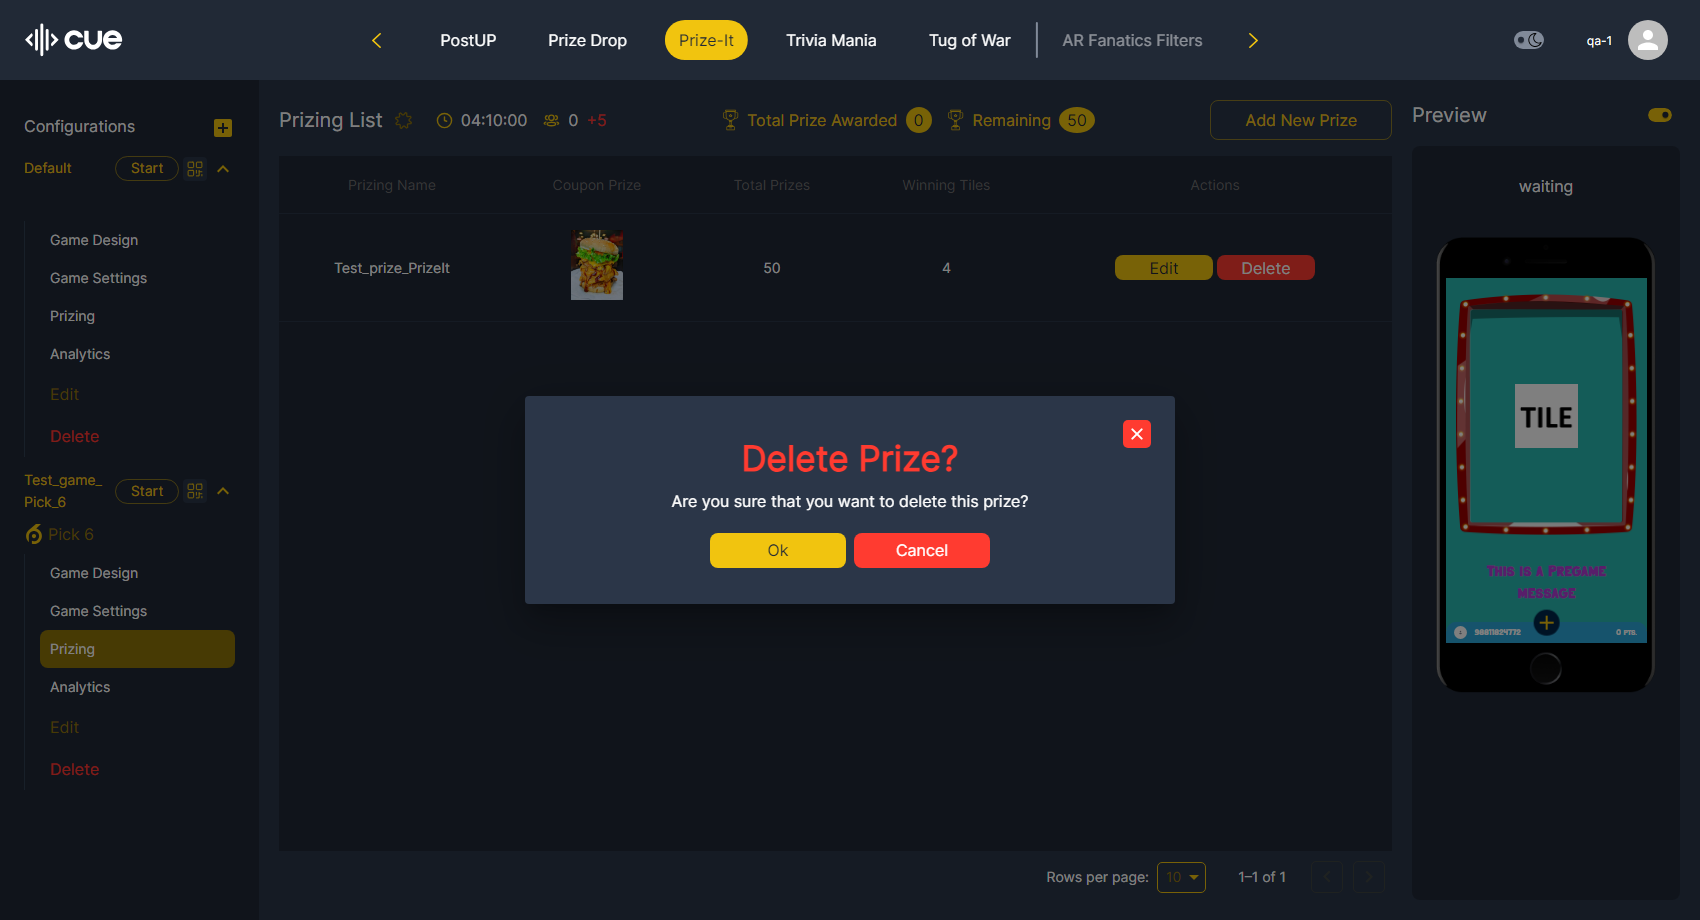 cue
PostUP
Prize Drop
Prize-It
Trivia Mania
Tug of War
AR Fanatics Filters
qa-1
Configurations
Default
Start
Game Design
Game Settings
Prizing
Analytics
Edit
Delete
Test_game_
Pick_6
Start
Pick 6
Game Design
Game Settings
Prizing
Analytics
Edit
Delete
Prizing List
04:10:00
0 +5
Total Prize Awarded 0
Remaining 50
Add New Prize
Prizing Name
Coupon Prize
Total Prizes
Winning Tiles
Actions
Test_prize_PrizeIt
50
4
Edit
Delete
Delete Prize?
Are you sure that you want to delete this prize?
Ok
Cancel
Rows per page: 10
1–1 of 1
Preview
waiting
TILE
THIS IS A PREGAME
MESSAGE
0 PTS.